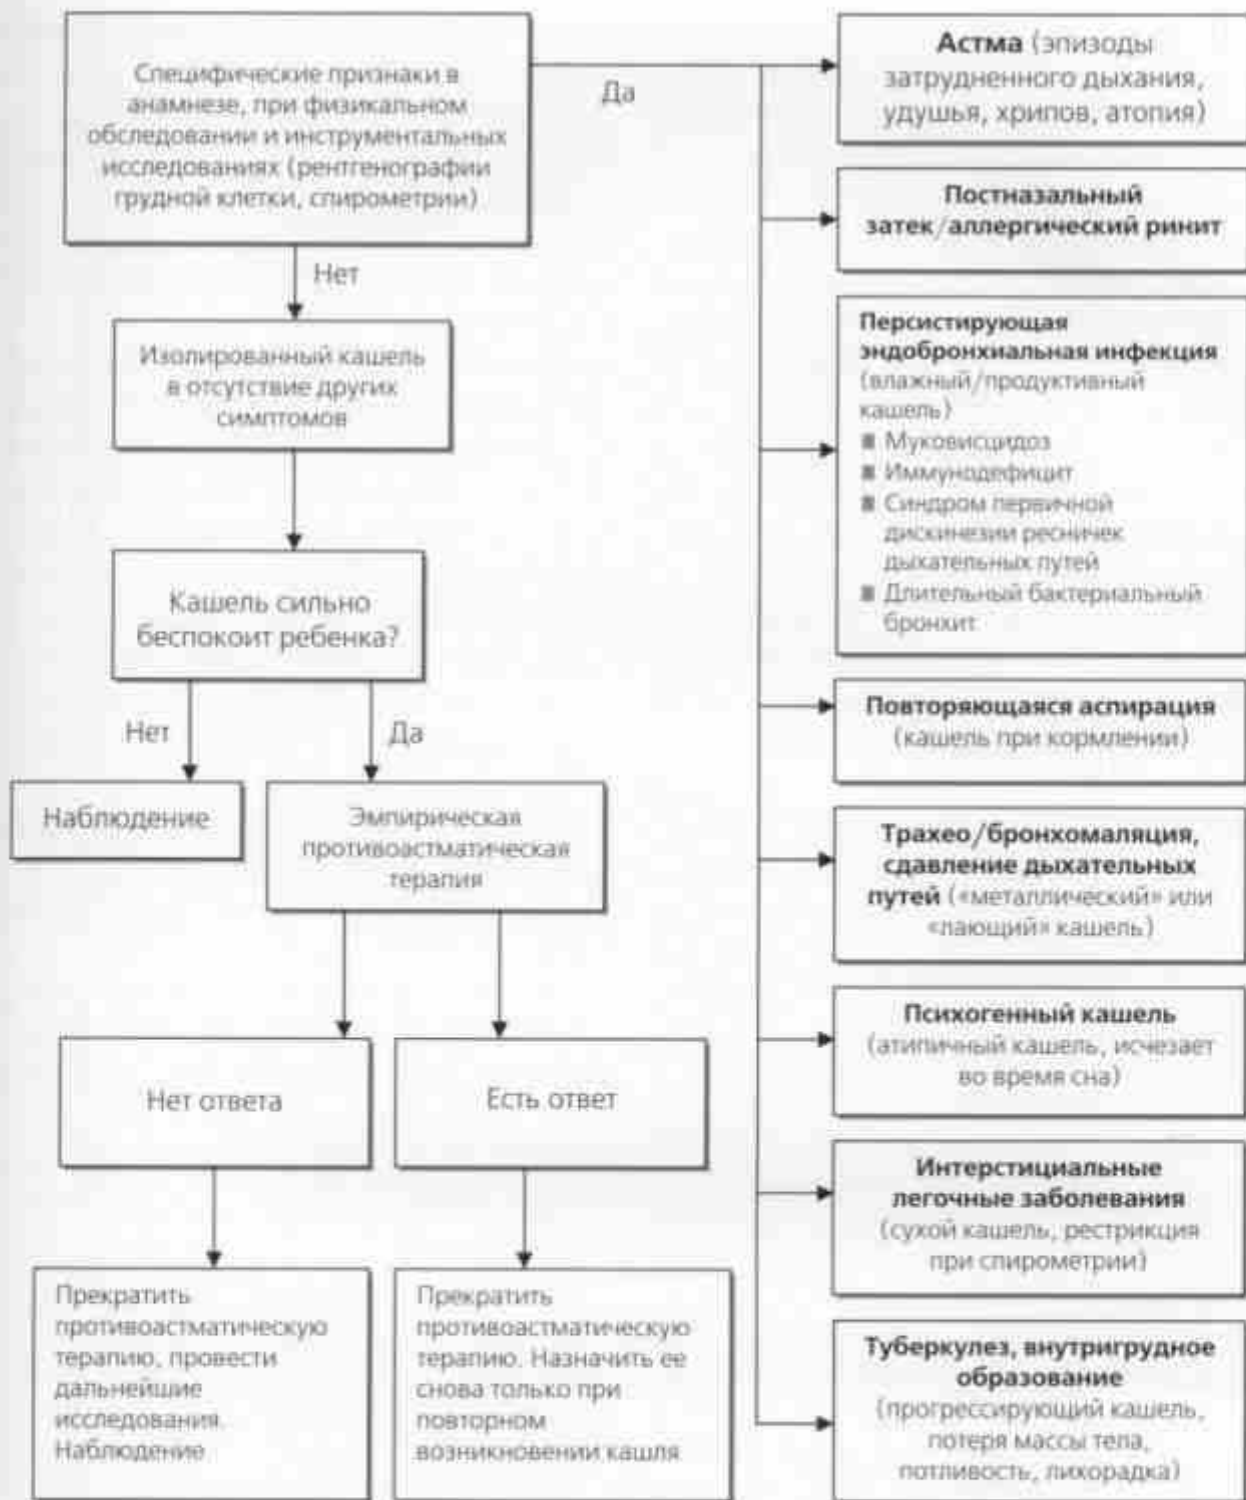 Специфические признаки в
анамнезе, при физикальном
обследовании и инструментальных
исследованиях (рентгенографии
грудной клетки, спирометрии)
Да
Нет
Изолированный кашель
в отсутствие других
симптомов
Кашель сильно
беспокоит ребенка?
Нет
Да
Наблюдение
Эмпирическая
противоастматическая
терапия
Нет ответа
Есть ответ
Прекратить
противоастматическую
терапию, провести
дальнейшие
исследования.
Наблюдение
Прекратить
противоастматическую
терапию. Назначить ее
снова только при
повторном
возникновении кашля
Астма (эпизоды
затрудненного дыхания,
удушья, хрипов, атопия)
Постназальный
затек/аллергический ринит
Персистирующая
эндобронхиальная инфекция
(влажный/продуктивный
кашель)
■ Муковисцидоз
■ Иммунодефицит
■ Синдром первичной
дискинезии ресничек
дыхательных путей
■ Длительный бактериальный
бронхит
Повторяющаяся аспирация
(кашель при кормлении)
Трахео/бронхомаляция,
сдавление дыхательных
путей («металлический» или
«лающий» кашель)
Психогенный кашель
(атипичный кашель, исчезает
во время сна)
Интерстициальные
легочные заболевания
(сухой кашель, рестрикция
при спирометрии)
Туберкулез, внутригрудное
образование
(прогрессирующий кашель,
потеря массы тела,
потливость, лихорадка)